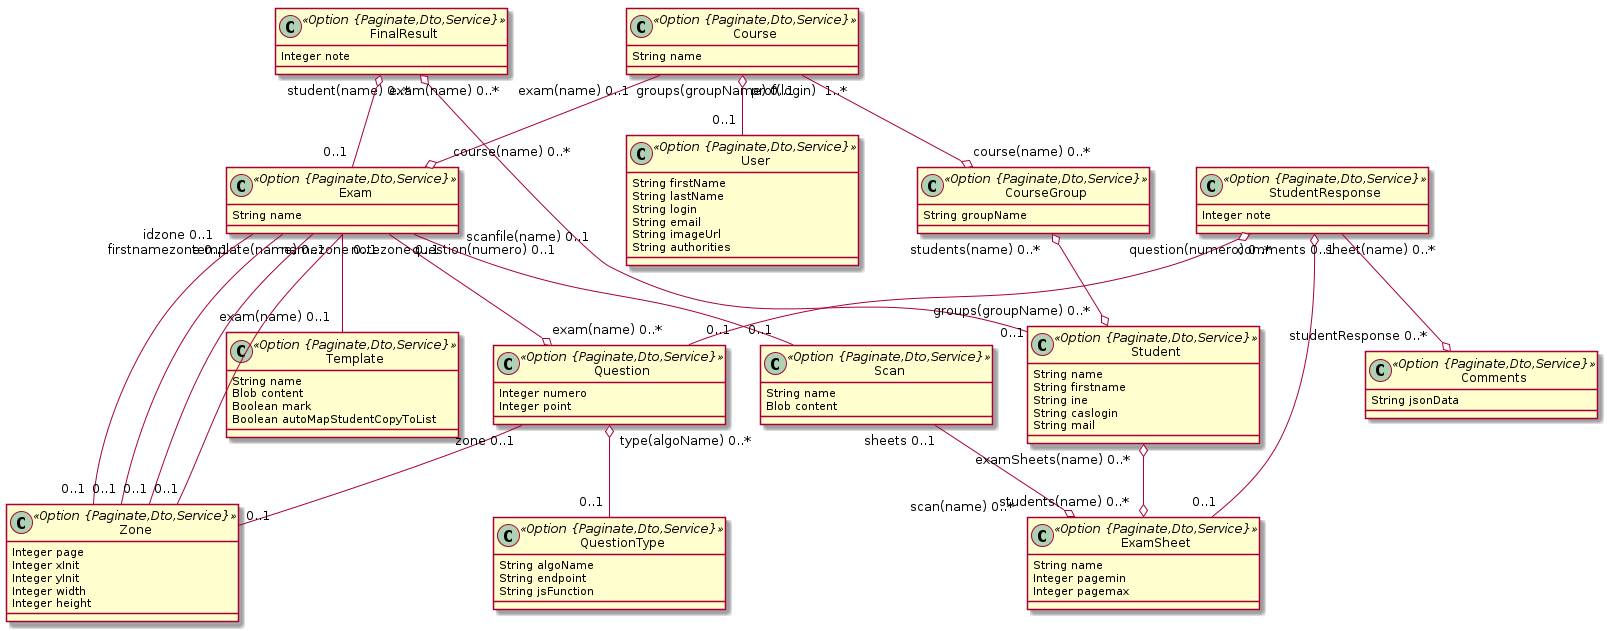 C «Option {Paginate,Dto,Service}»
FinalResult
Integer note
C «Option {Paginate,Dto,Service}»
Course
String name
student(name) 0..*
exam(name) 0..*
exam(name) 0..1
groups(groupName) 0..1
prof(login) 1..*
0..1
0..1
course(name) 0..*
course(name) 0..*
C «Option {Paginate,Dto,Service}»
User
String firstName
String lastName
String login
String email
String imageUrl
String authorities
C «Option {Paginate,Dto,Service}»
Exam
String name
C «Option {Paginate,Dto,Service}»
CourseGroup
String groupName
C «Option {Paginate,Dto,Service}»
StudentResponse
Integer note
idzone 0..1
firstnamezone 0..1
template(name) 0..1
namezone 0..1
notezone 0..1
question(numero) 0..1
scanfile(name) 0..1
students(name) 0..*
question(numero) 0..*
comments 0..1
sheet(name) 0..*
exam(name) 0..1
exam(name) 0..*
0..1
0..1
groups(groupName) 0..*
0..1
studentResponse 0..*
C «Option {Paginate,Dto,Service}»
Template
String name
Blob content
Boolean mark
Boolean autoMapStudentCopyToList
C «Option {Paginate,Dto,Service}»
Question
Integer numero
Integer point
C «Option {Paginate,Dto,Service}»
Scan
String name
Blob content
C «Option {Paginate,Dto,Service}»
Student
String name
String firstname
String ine
String caslogin
String mail
C «Option {Paginate,Dto,Service}»
Comments
String jsonData
zone 0..1
type(algoName) 0..*
sheets 0..1
examSheets(name) 0..*
0..1
0..1
0..1
0..1
0..1
0..1
scan(name) 0..*
students(name) 0..*
0..1
C «Option {Paginate,Dto,Service}»
Zone
Integer page
Integer xInit
Integer yInit
Integer width
Integer height
C «Option {Paginate,Dto,Service}»
QuestionType
String algoName
String endpoint
String jsFunction
C «Option {Paginate,Dto,Service}»
ExamSheet
String name
Integer pagemin
Integer pagemax